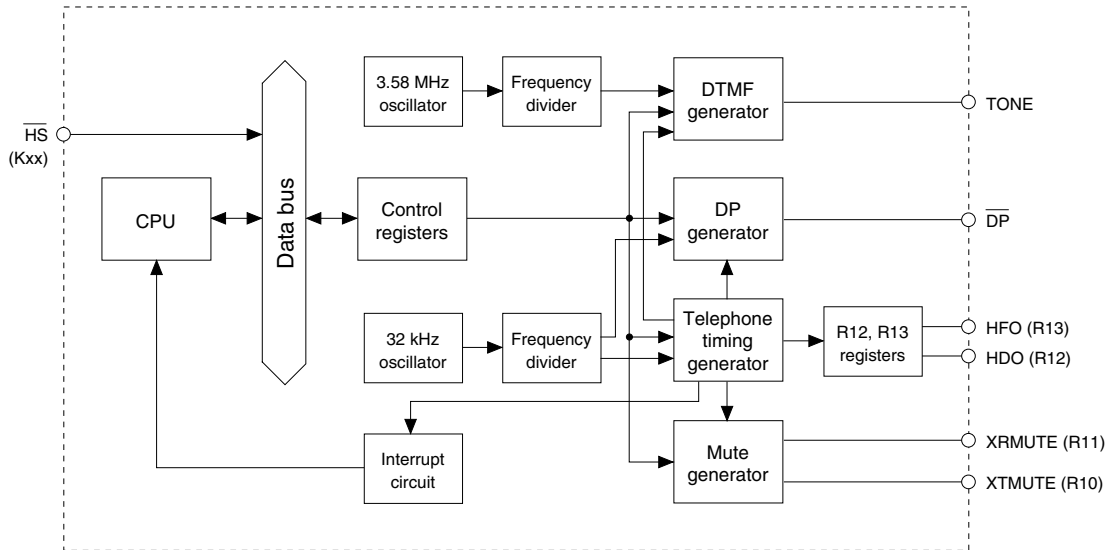 3.58 MHz
oscillator
Frequency
divider
DTMF
generator
TONE
H̅S̅
(Kxx)
CPU
Data bus
Control
registers
DP
generator
D̅P̅
32 kHz
oscillator
Frequency
divider
Telephone
timing
generator
R12, R13
registers
HFO (R13)
HDO (R12)
Interrupt
circuit
Mute
generator
XRMUTE (R11)
XTMUTE (R10)